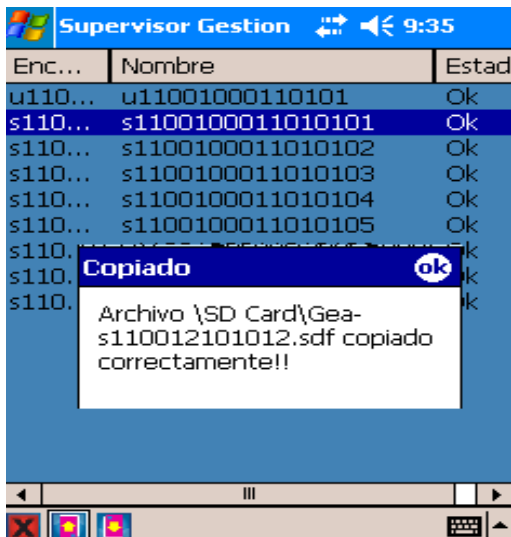 Supervisor Gestion 9:35
Enc... Nombre Estad
u110... u11001000110101 Ok
s110... s1100100011010101 Ok
s110... s1100100011010102 Ok
s110... s1100100011010103 Ok
s110... s1100100011010104 Ok
s110... s1100100011010105 Ok
s110.
s110.
s110.
Copiado ok
Archivo \SD Card\Gea-
s110012101012.sdf copiado
correctamente!!